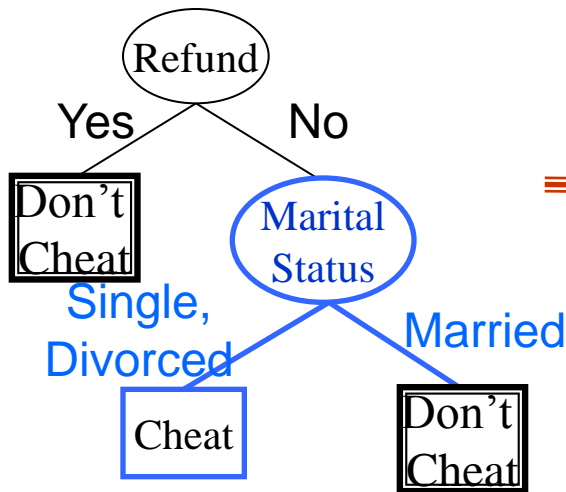 Refund
Yes
No
Don't
Cheat
Marital
Status
Single,
Divorced
Married
Cheat
Don't
Cheat